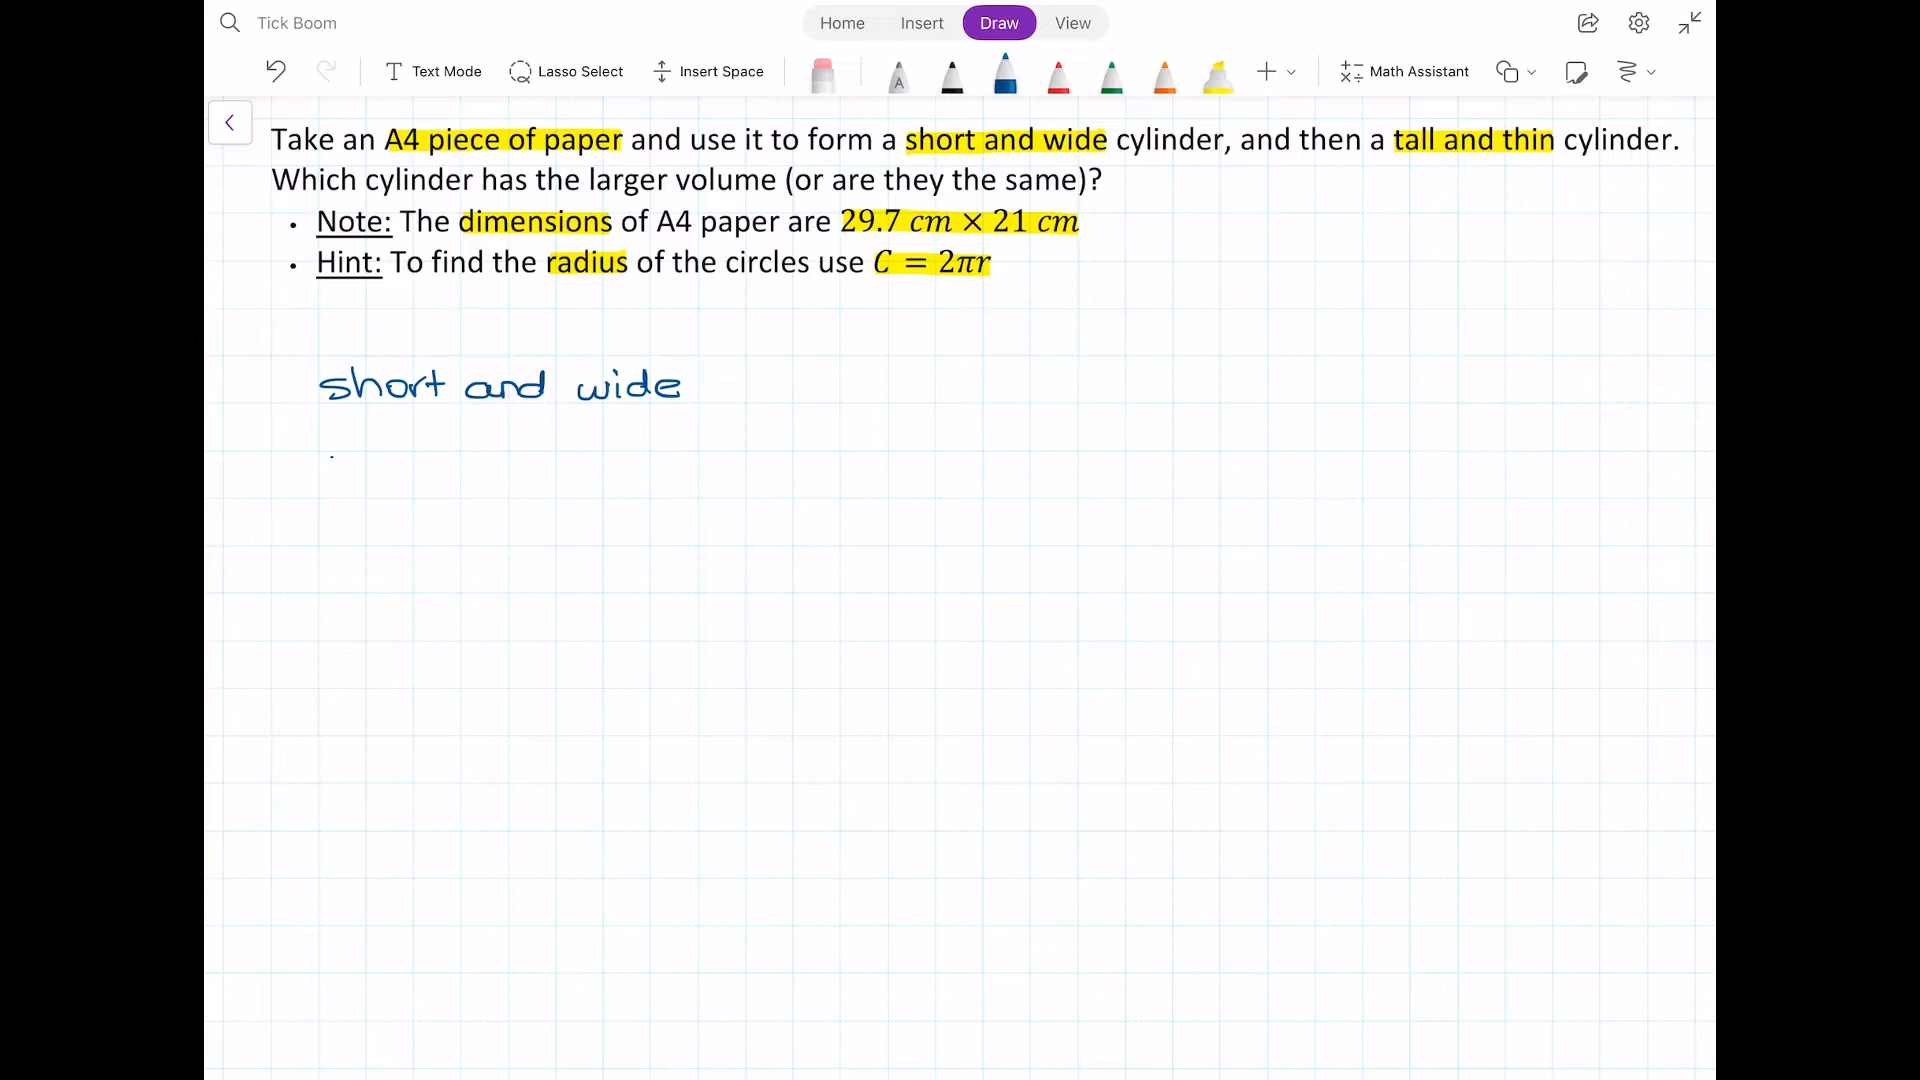 Tick Boom
Home Insert Draw View
Text Mode Lasso Select Insert Space A Math Assistant
Take an A4 piece of paper and use it to form a short and wide cylinder, and then a tall and thin cylinder.
Which cylinder has the larger volume (or are they the same)?
• Note: The dimensions of A4 paper are 29.7 cm × 21 cm
• Hint: To find the radius of the circles use C = 2πr
short and wide